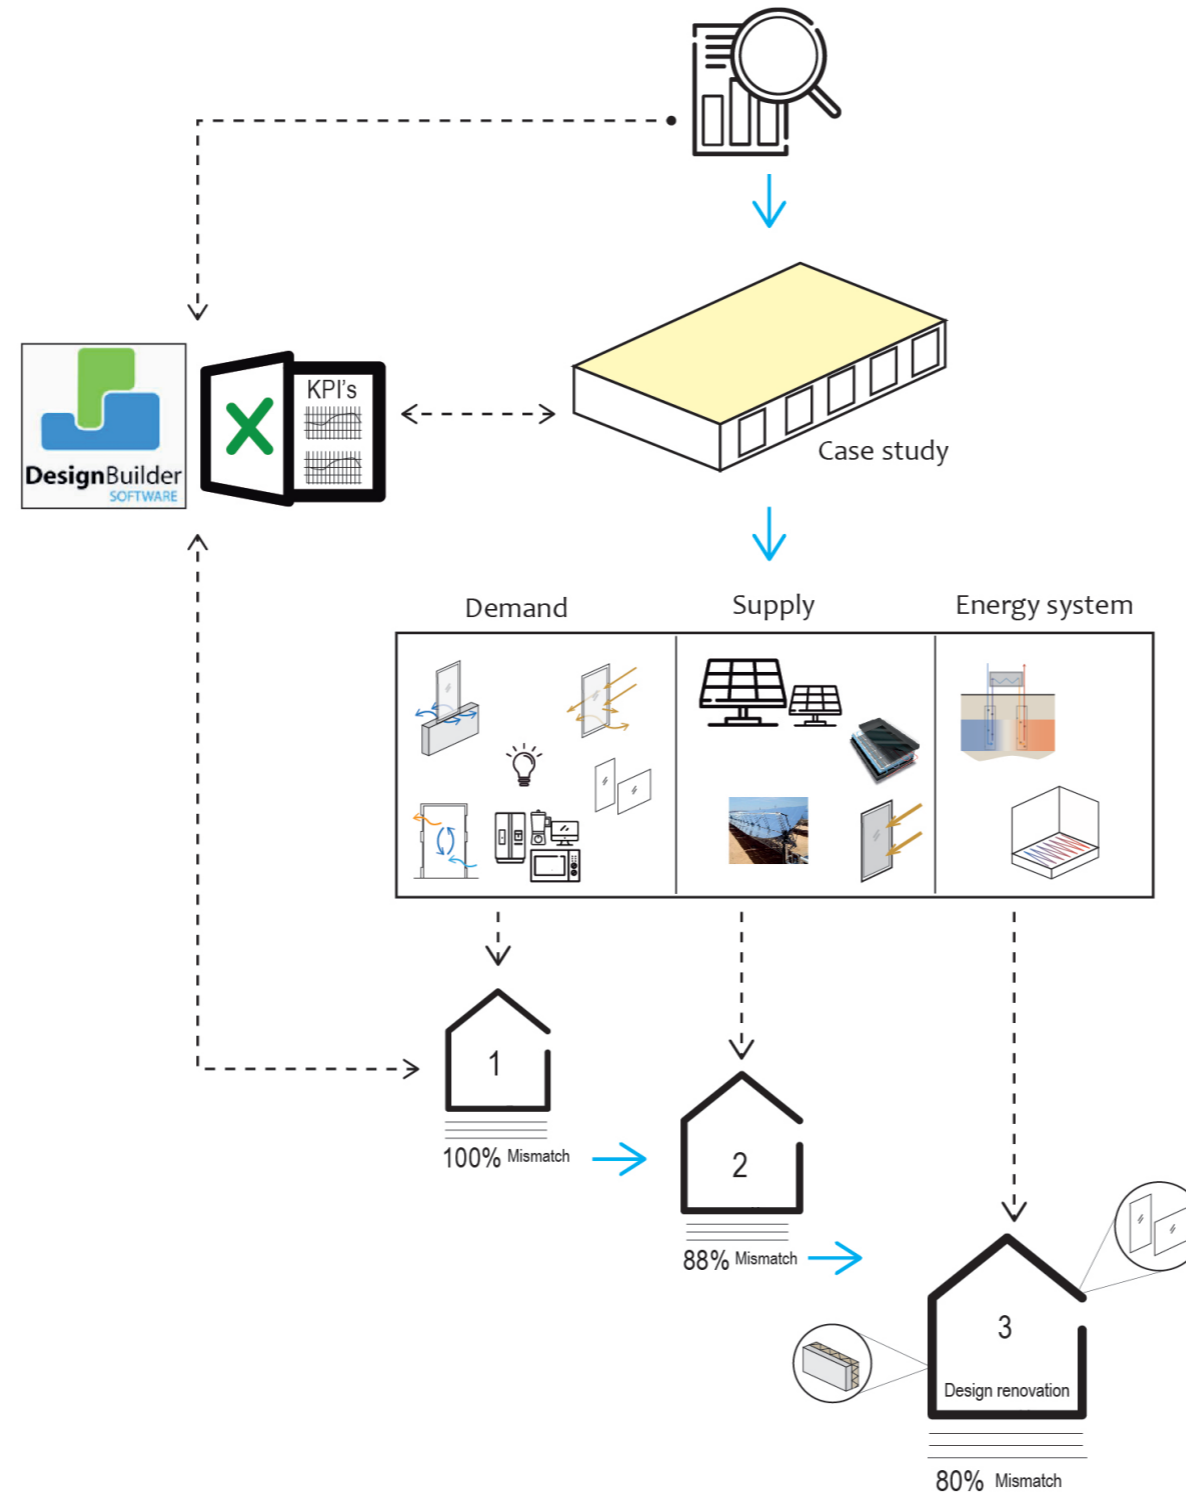 KPI's
X
DesignBuilder
SOFTWARE
Case study
Demand
Supply
Energy system
1
100% Mismatch
2
88% Mismatch
3
Design renovation
80% Mismatch